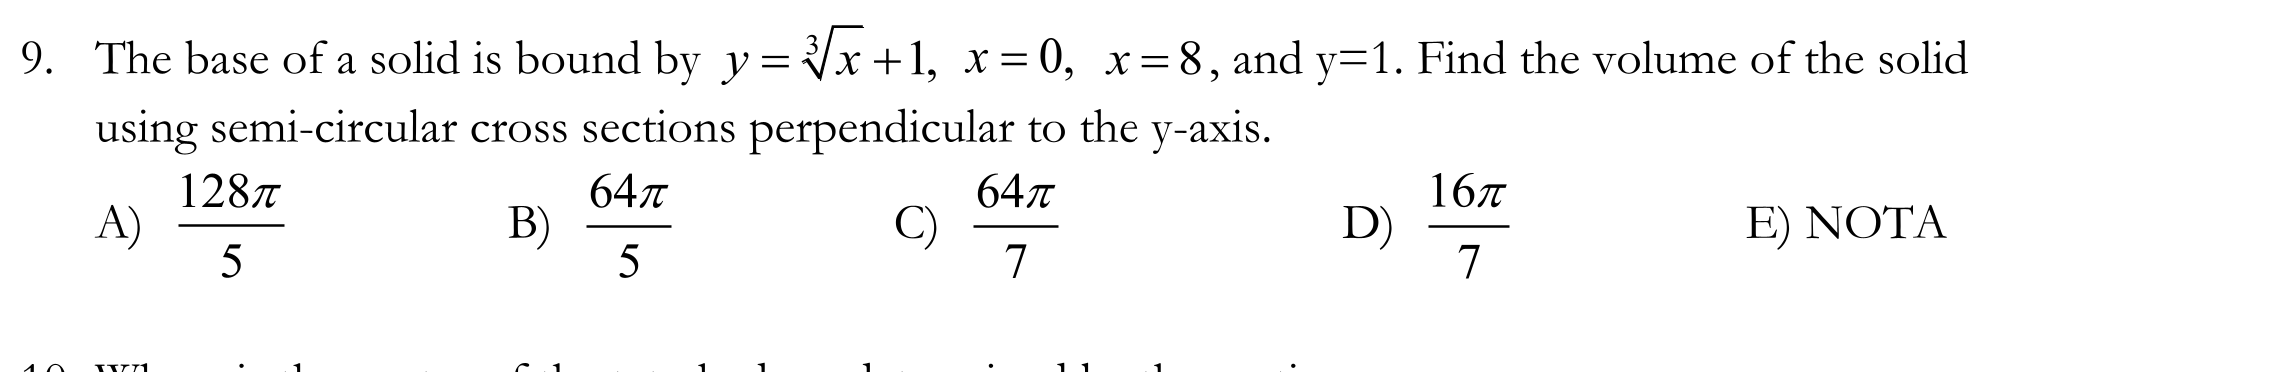 9. The base of a solid is bound by y = ∛x + 1, x = 0, x = 8, and y=1. Find the volume of the solid
using semi-circular cross sections perpendicular to the y-axis.
A) 128π/5 B) 64π/5 C) 64π/7 D) 16π/7 E) NOTA